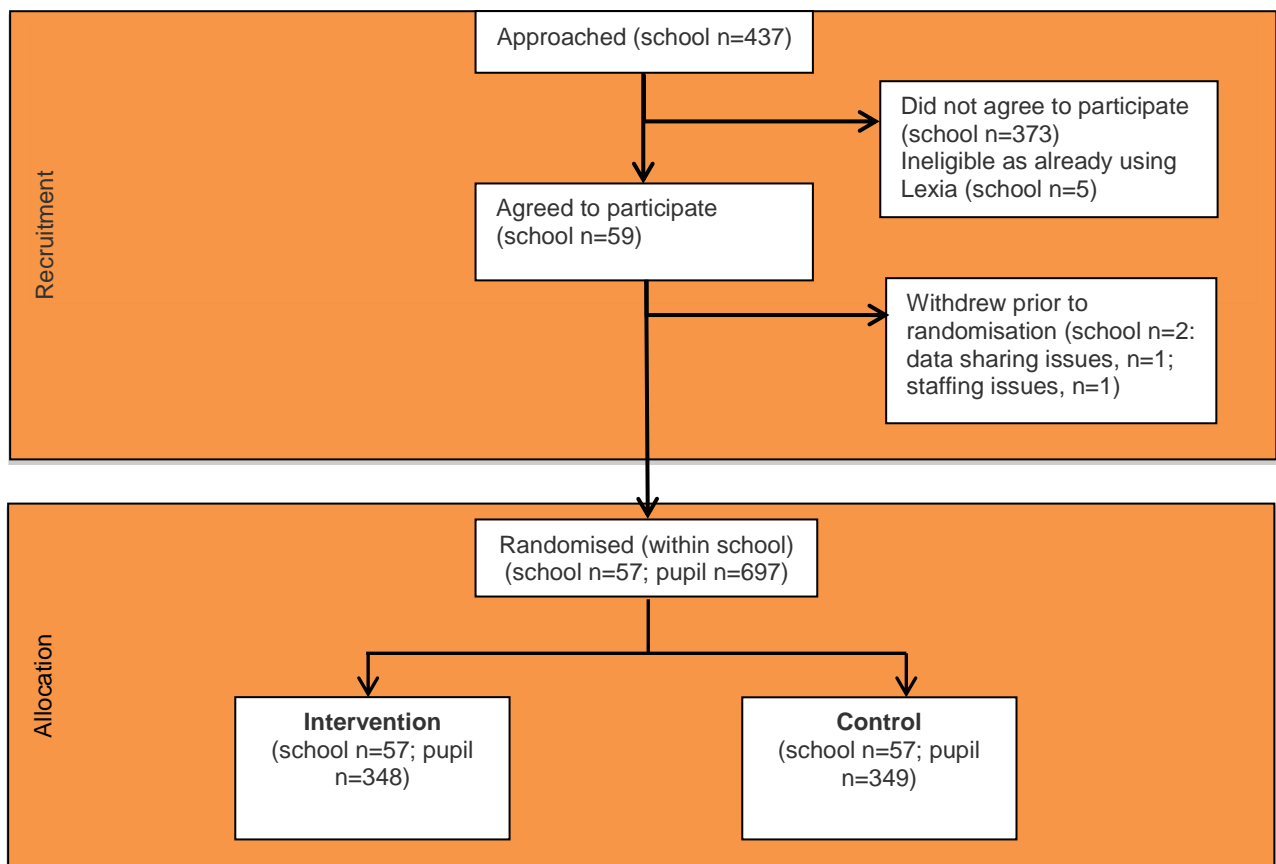 Approached (school n=437)
Did not agree to participate
(school n=373)
Ineligible as already using
Lexia (school n=5)
Agreed to participate
(school n=59)
Recruitment
Withdrew prior to
randomisation (school n=2:
data sharing issues, n=1;
staffing issues, n=1)
Randomised (within school)
(school n=57; pupil n=697)
Allocation
Intervention
(school n=57; pupil
n=348)
Control
(school n=57; pupil
n=349)